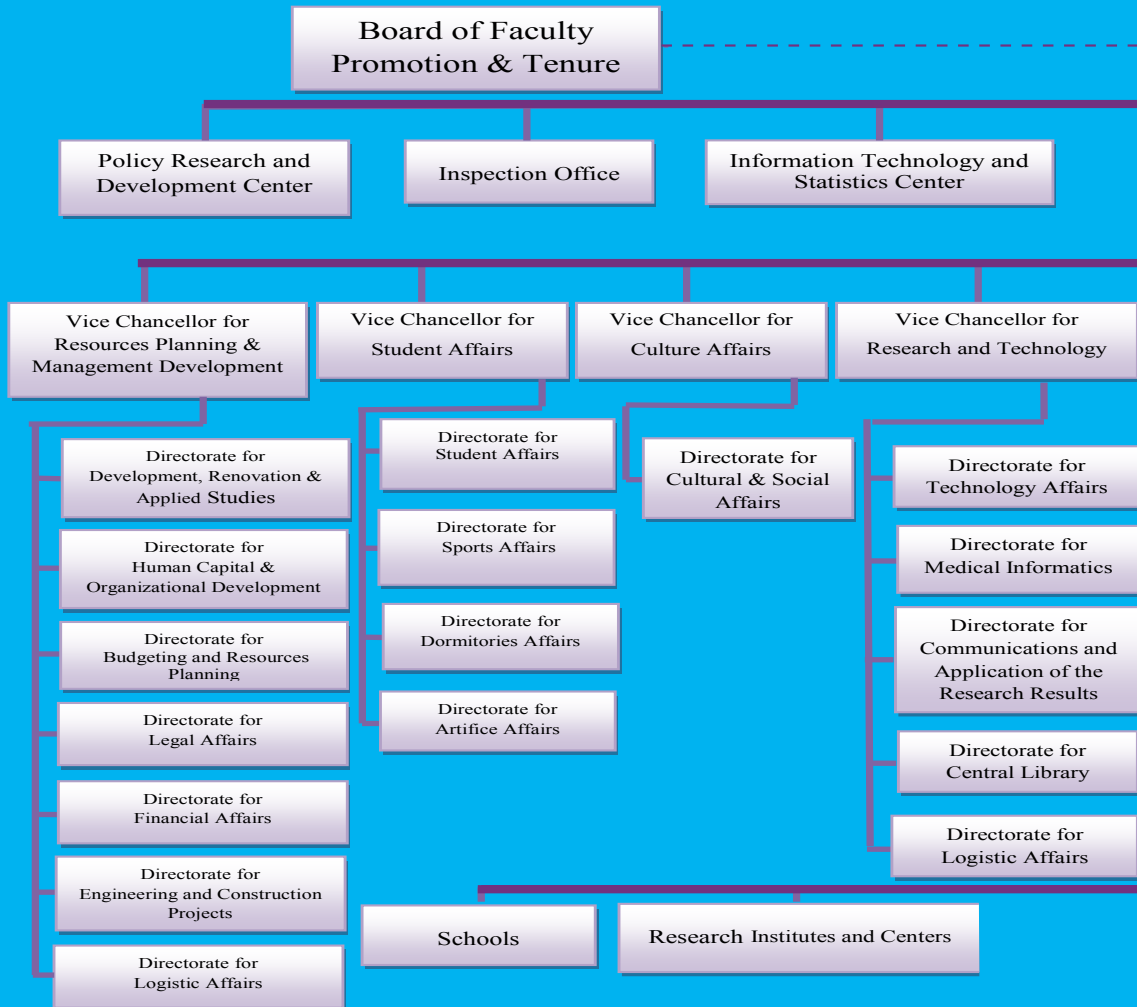 Board of Faculty
Promotion & Tenure
Policy Research and
Development Center
Inspection Office
Information Technology and
Statistics Center
Vice Chancellor for
Resources Planning &
Management Development
Vice Chancellor for
Student Affairs
Vice Chancellor for
Culture Affairs
Vice Chancellor for
Research and Technology
Directorate for
Development, Renovation &
Applied Studies
Directorate for
Human Capital &
Organizational Development
Directorate for
Budgeting and Resources
Planning
Directorate for
Legal Affairs
Directorate for
Financial Affairs
Directorate for
Engineering and Construction
Projects
Directorate for
Logistic Affairs
Directorate for
Student Affairs
Directorate for
Sports Affairs
Directorate for
Dormitories Affairs
Directorate for
Artifice Affairs
Directorate for
Cultural & Social
Affairs
Directorate for
Technology Affairs
Directorate for
Medical Informatics
Directorate for
Communications and
Application of the
Research Results
Directorate for
Central Library
Directorate for
Logistic Affairs
Schools
Research Institutes and Centers